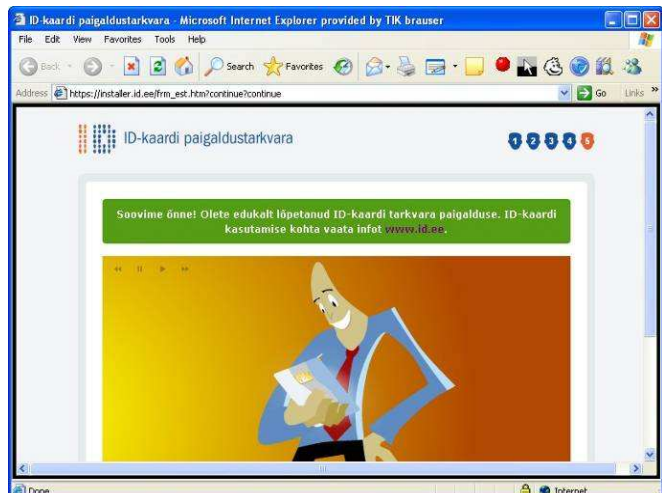 ID-kaardi paigaldustarkvara - Microsoft Internet Explorer provided by TIK brauser
File Edit View Favorites Tools Help
Back Search Favorites
Address https://installer.id.ee/frm_est.htm?continue?continue Go Links »
ID ID-kaardi paigaldustarkvara 1 2 3 4 5
Soovime õnne! Olete edukalt lõpetanud ID-kaardi tarkvara paigalduse. ID-kaardi
kasutamise kohta vaata infot www.id.ee.
Done Internet